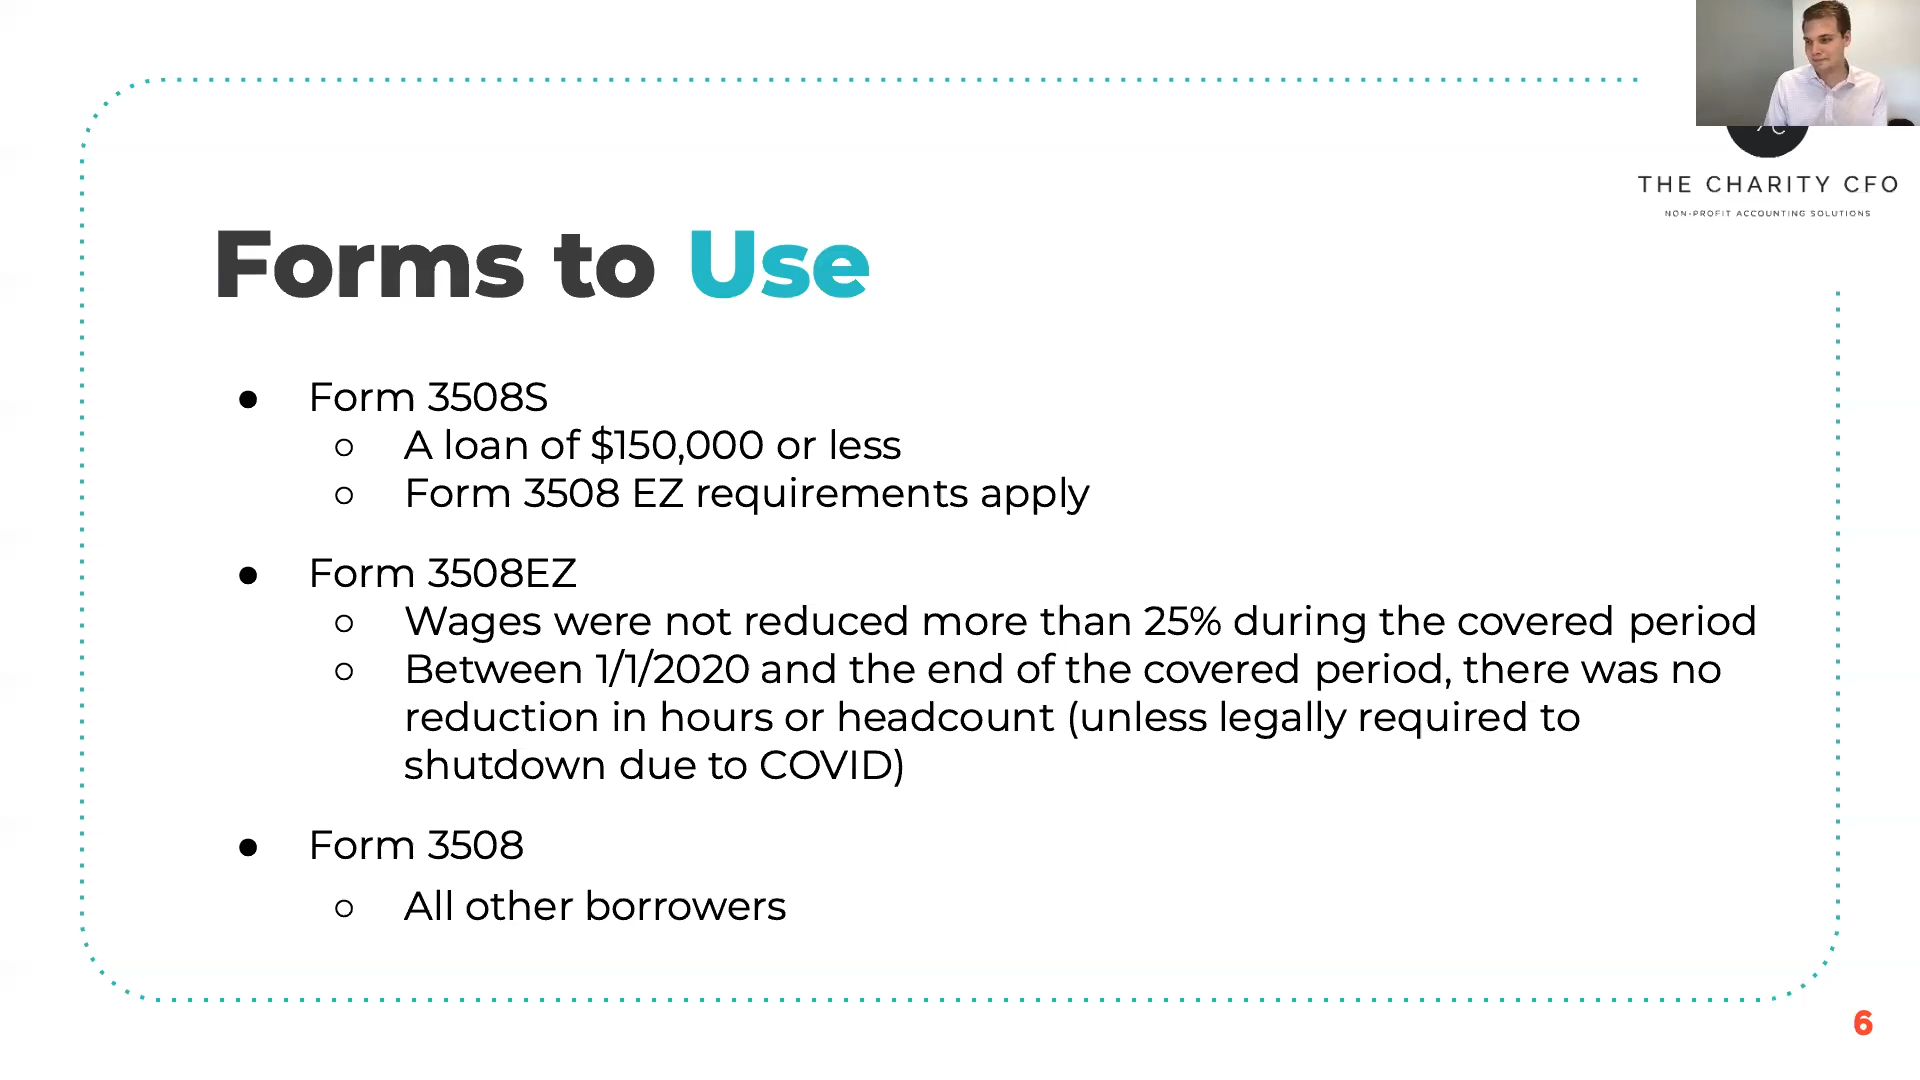 THE CHARITY CFO
NON-PROFIT ACCOUNTING SOLUTIONS
Forms to Use
● Form 3508S
○ A loan of $150,000 or less
○ Form 3508 EZ requirements apply
● Form 3508EZ
○ Wages were not reduced more than 25% during the covered period
○ Between 1/1/2020 and the end of the covered period, there was no
reduction in hours or headcount (unless legally required to
shutdown due to COVID)
● Form 3508
○ All other borrowers
6